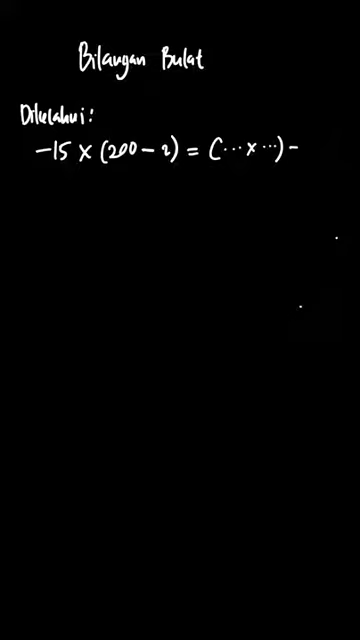 Bilangan Bulat
Diketahui:
-15 × (200 - 2) = (... × ...) -